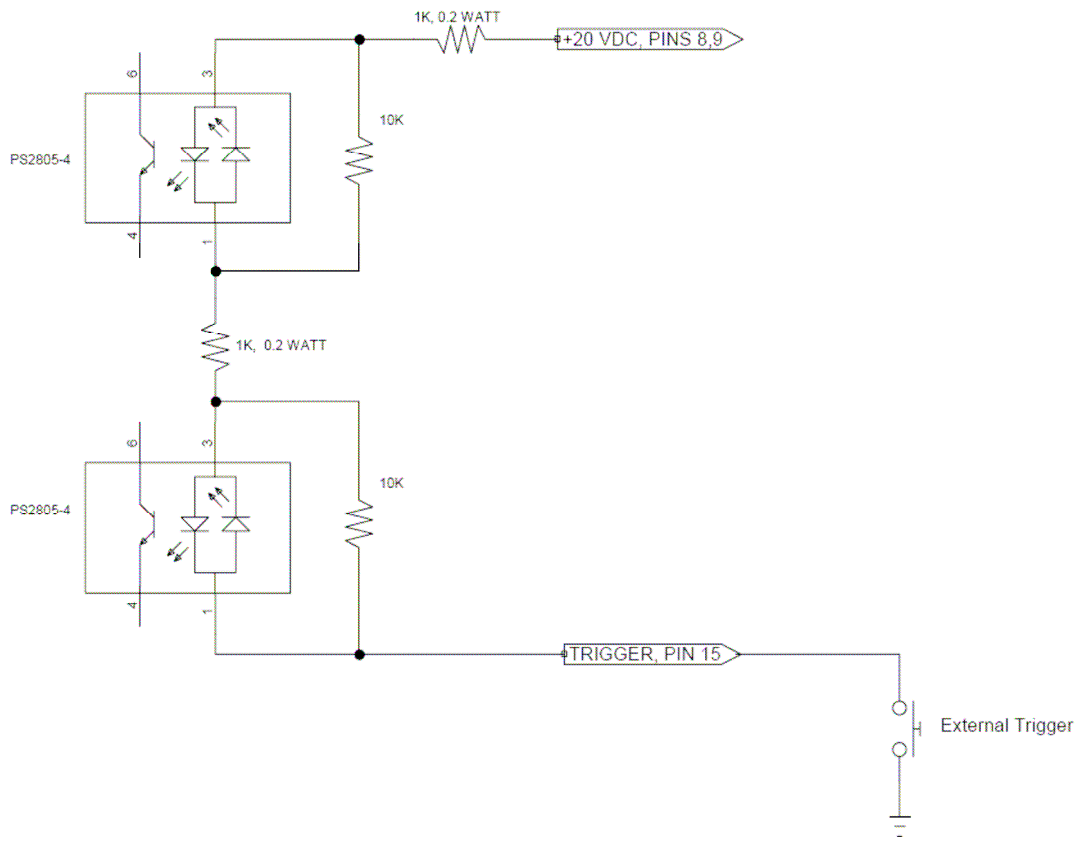 1K, 0.2 WATT
+20 VDC, PINS 8,9
6
3
10K
PS2805-4
4
1
1K, 0.2 WATT
6
3
10K
PS2805-4
4
1
TRIGGER, PIN 15
External Trigger